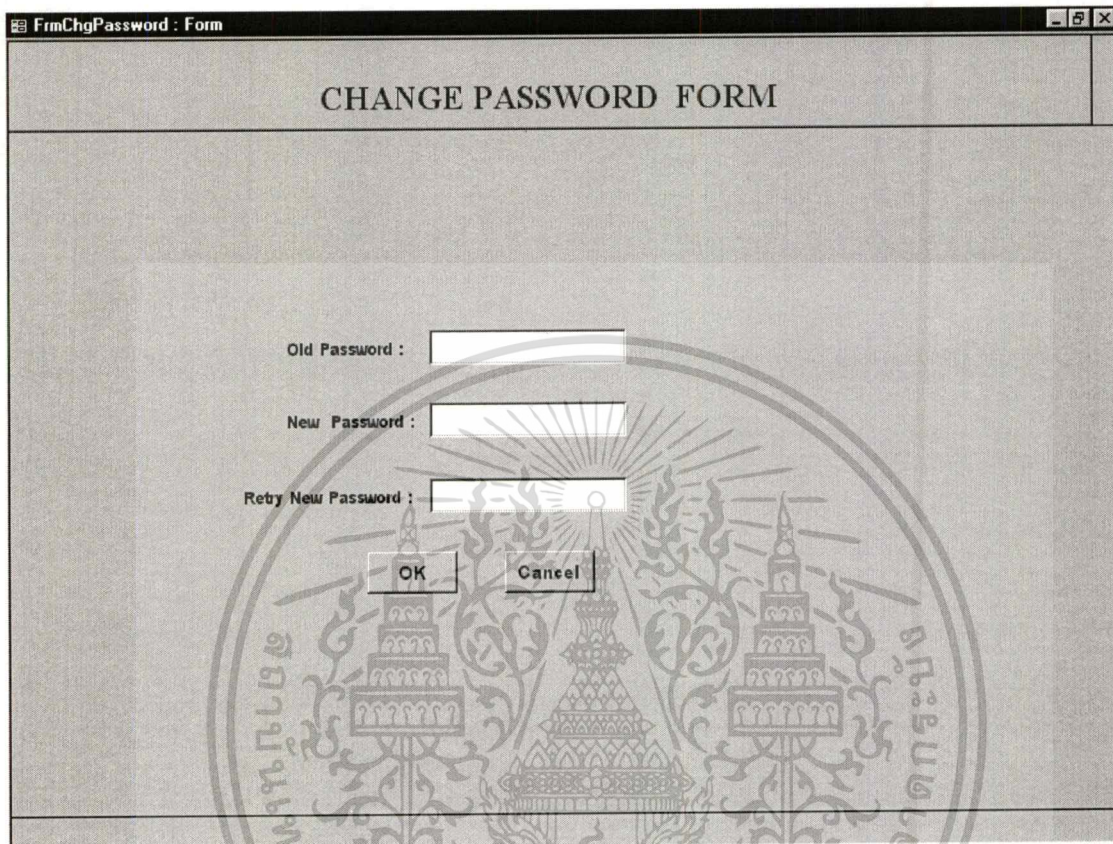 FrmChgPassword : Form
CHANGE PASSWORD FORM
Old Password :
New Password :
Retry New Password :
OK Cancel